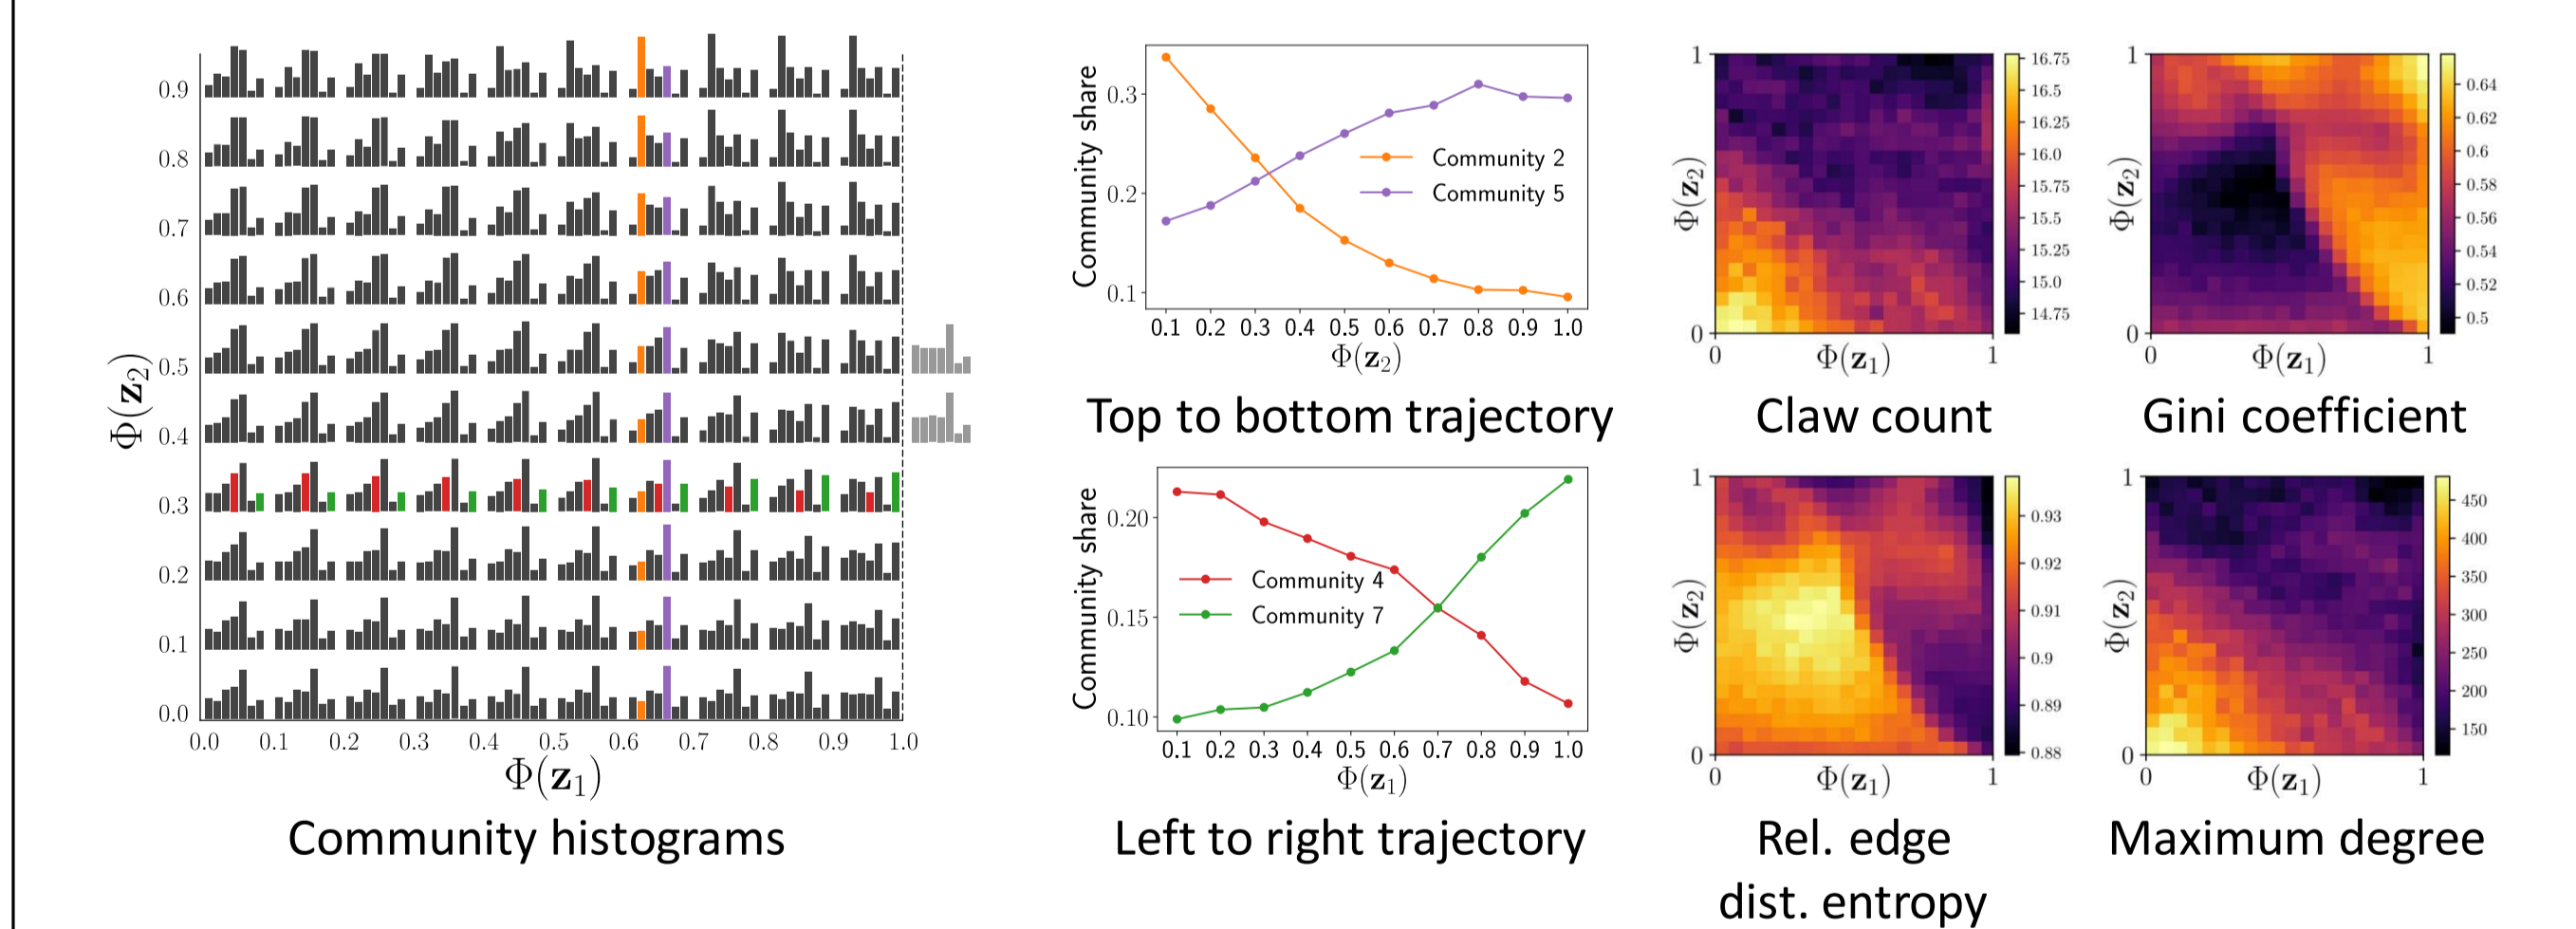 0.9
0.8
0.7
0.6
0.5
0.4
0.3
0.2
0.1
0.0
Φ(z₂)
0.0 0.1 0.2 0.3 0.4 0.5 0.6 0.7 0.8 0.9 1.0
Φ(z₁)
Community histograms
Community share
0.3
0.2
0.1
Community 2
Community 5
0.1 0.2 0.3 0.4 0.5 0.6 0.7 0.8 0.9 1.0
Φ(z₂)
Top to bottom trajectory
Community share
0.20
0.15
0.10
Community 4
Community 7
0.1 0.2 0.3 0.4 0.5 0.6 0.7 0.8 0.9 1.0
Φ(z₁)
Left to right trajectory
1
Φ(z₂)
0
0 Φ(z₁) 1
16.75
16.5
16.25
16.0
15.75
15.5
15.25
15.0
14.75
Claw count
1
Φ(z₂)
0
0 Φ(z₁) 1
0.64
0.62
0.6
0.58
0.56
0.54
0.52
0.5
Gini coefficient
1
Φ(z₂)
0
0 Φ(z₁) 1
0.93
0.92
0.91
0.9
0.89
0.88
Rel. edge
dist. entropy
1
Φ(z₂)
0
0 Φ(z₁) 1
450
400
350
300
250
200
150
Maximum degree